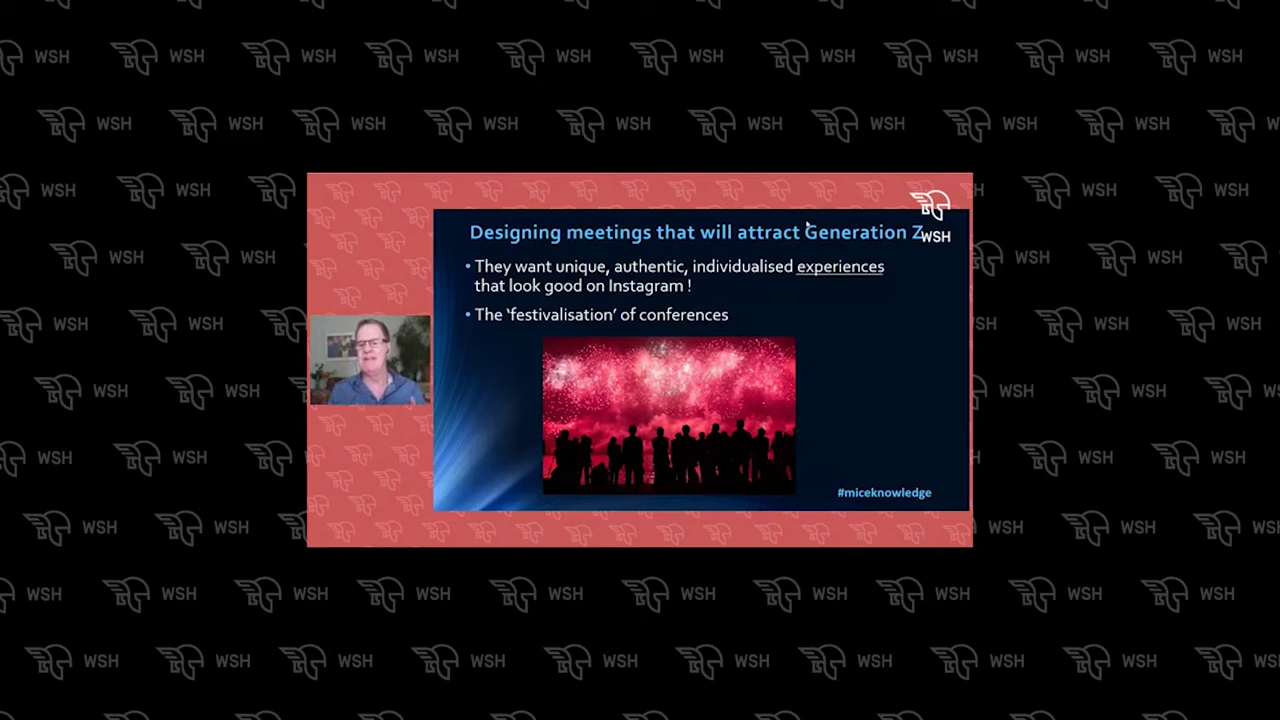 WSH
Designing meetings that will attract Generation Z
• They want unique, authentic, individualised experiences
that look good on Instagram !
• The ‘festivalisation’ of conferences
#miceknowledge